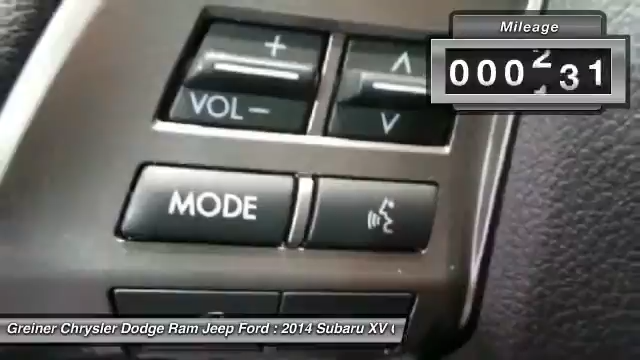 Mileage
000231
+
VOL –
MODE
Greiner Chrysler Dodge Ram Jeep Ford : 2014 Subaru XV